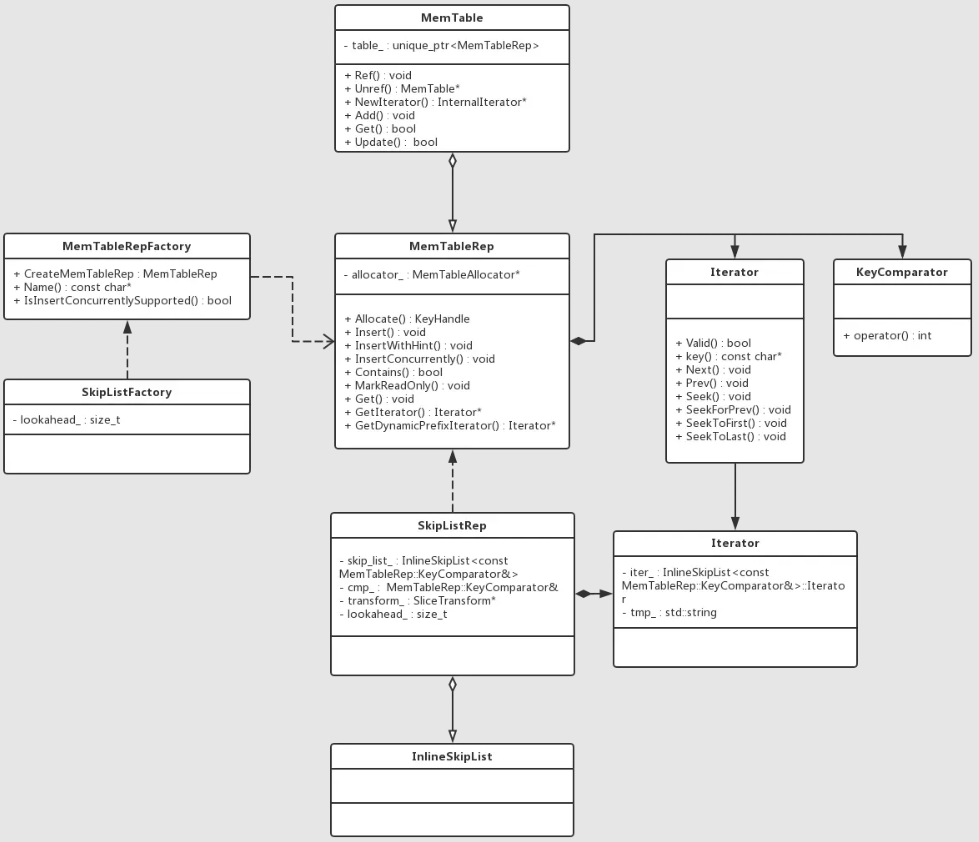 MemTable
- table_ : unique_ptr<MemTableRep>
+ Ref() : void
+ Unref() : MemTable*
+ NewIterator() : InternalIterator*
+ Add() : void
+ Get() : bool
+ Update() :  bool
MemTableRepFactory
+ CreateMemTableRep : MemTableRep
+ Name() : const char*
+ IsInsertConcurrentlySupported() : bool
MemTableRep
- allocator_ : MemTableAllocator*
+ Allocate() : KeyHandle
+ Insert() : void
+ InsertWithHint() : void
+ InsertConcurrently() : void
+ Contains() : bool
+ MarkReadOnly() : void
+ Get() : void
+ GetIterator() : Iterator*
+ GetDynamicPrefixIterator() : Iterator*
Iterator
+ Valid() : bool
+ key() : const char*
+ Next() : void
+ Prev() : void
+ Seek() : void
+ SeekForPrev() : void
+ SeekToFirst() : void
+ SeekToLast() : void
KeyComparator
+ operator() : int
SkipListFactory
- lookahead_ : size_t
SkipListRep
- skip_list_ : InlineSkipList<const
MemTableRep::KeyComparator&>
- cmp_ :  MemTableRep::KeyComparator&
- transform_ : SliceTransform*
- lookahead_ : size_t
Iterator
- iter_ : InlineSkipList<const
MemTableRep::KeyComparator&>::Iterato
r
- tmp_ : std::string
InlineSkipList